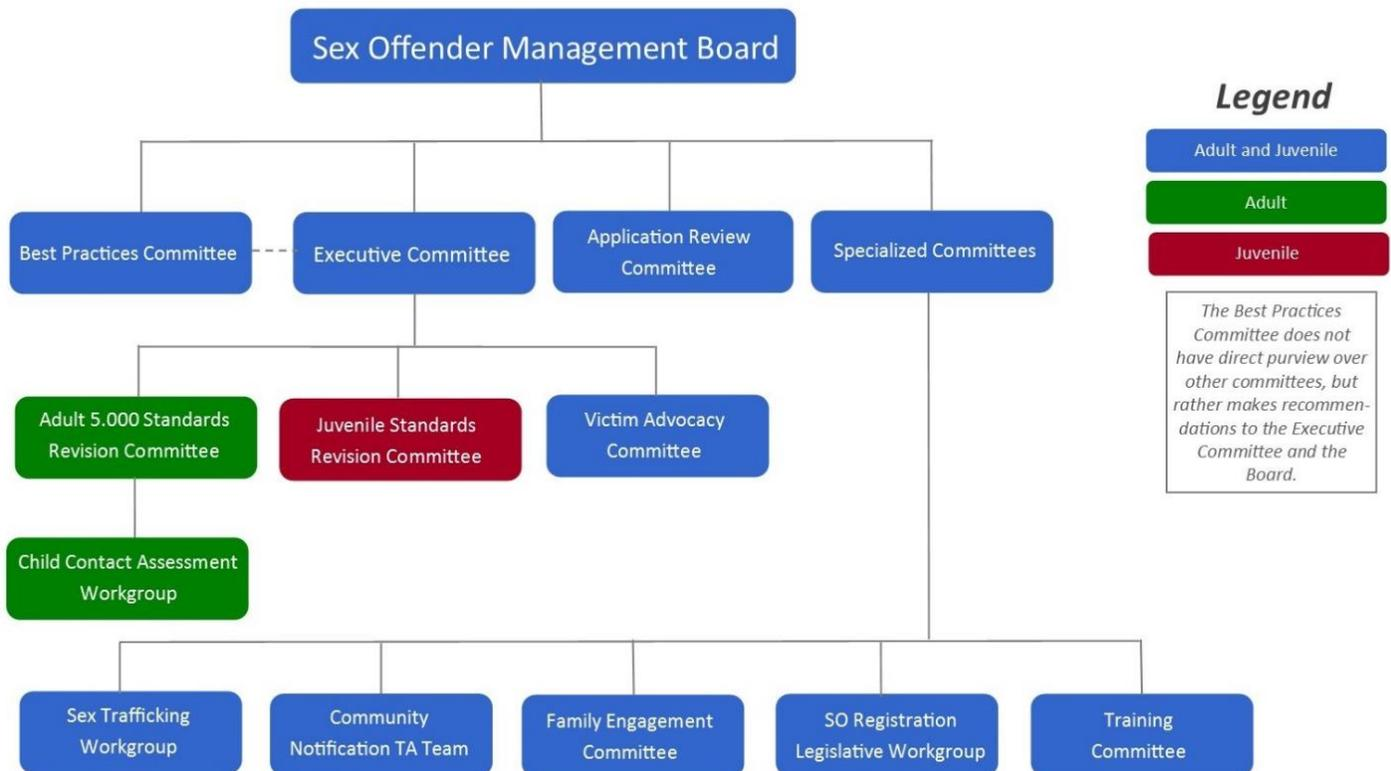 Sex Offender Management Board
Legend
Adult and Juvenile
Adult
Juvenile
The Best Practices
Committee does not
have direct purview over
other committees, but
rather makes recommen-
dations to the Executive
Committee and the
Board.
Best Practices Committee
Executive Committee
Application Review
Committee
Specialized Committees
Adult 5.000 Standards
Revision Committee
Juvenile Standards
Revision Committee
Victim Advocacy
Committee
Child Contact Assessment
Workgroup
Sex Trafficking
Workgroup
Community
Notification TA Team
Family Engagement
Committee
SO Registration
Legislative Workgroup
Training
Committee